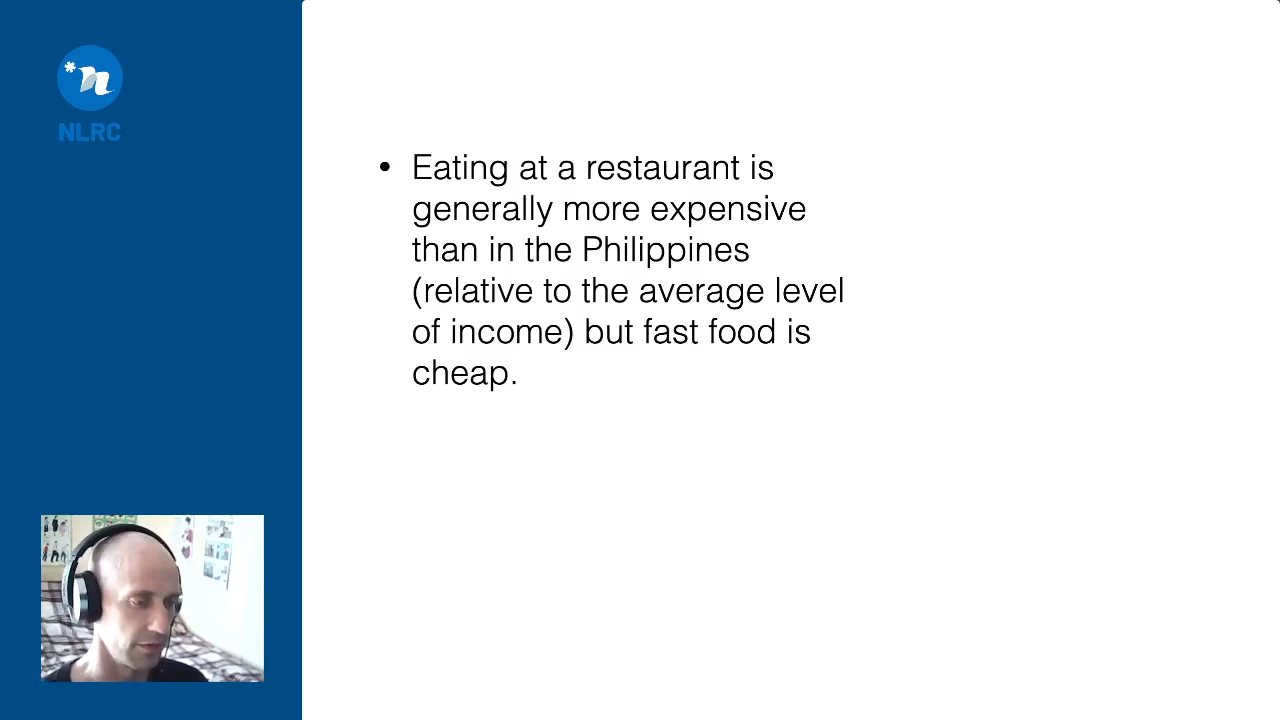 NLRC
• Eating at a restaurant is
generally more expensive
than in the Philippines
(relative to the average level
of income) but fast food is
cheap.